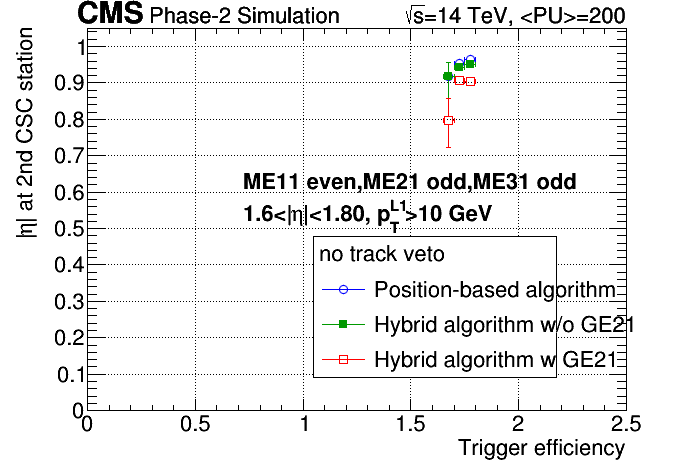 CMS Phase-2 Simulation √s=14 TeV, <PU>=200
|η| at 2nd CSC station
1
0.9
0.8
0.7
0.6
0.5
0.4
0.3
0.2
0.1
0
ME11 even,ME21 odd,ME31 odd
1.6<|η|<1.80, p_T^L1>10 GeV
no track veto
Position-based algorithm
Hybrid algorithm w/o GE21
Hybrid algorithm w GE21
0 0.5 1 1.5 2 2.5
Trigger efficiency